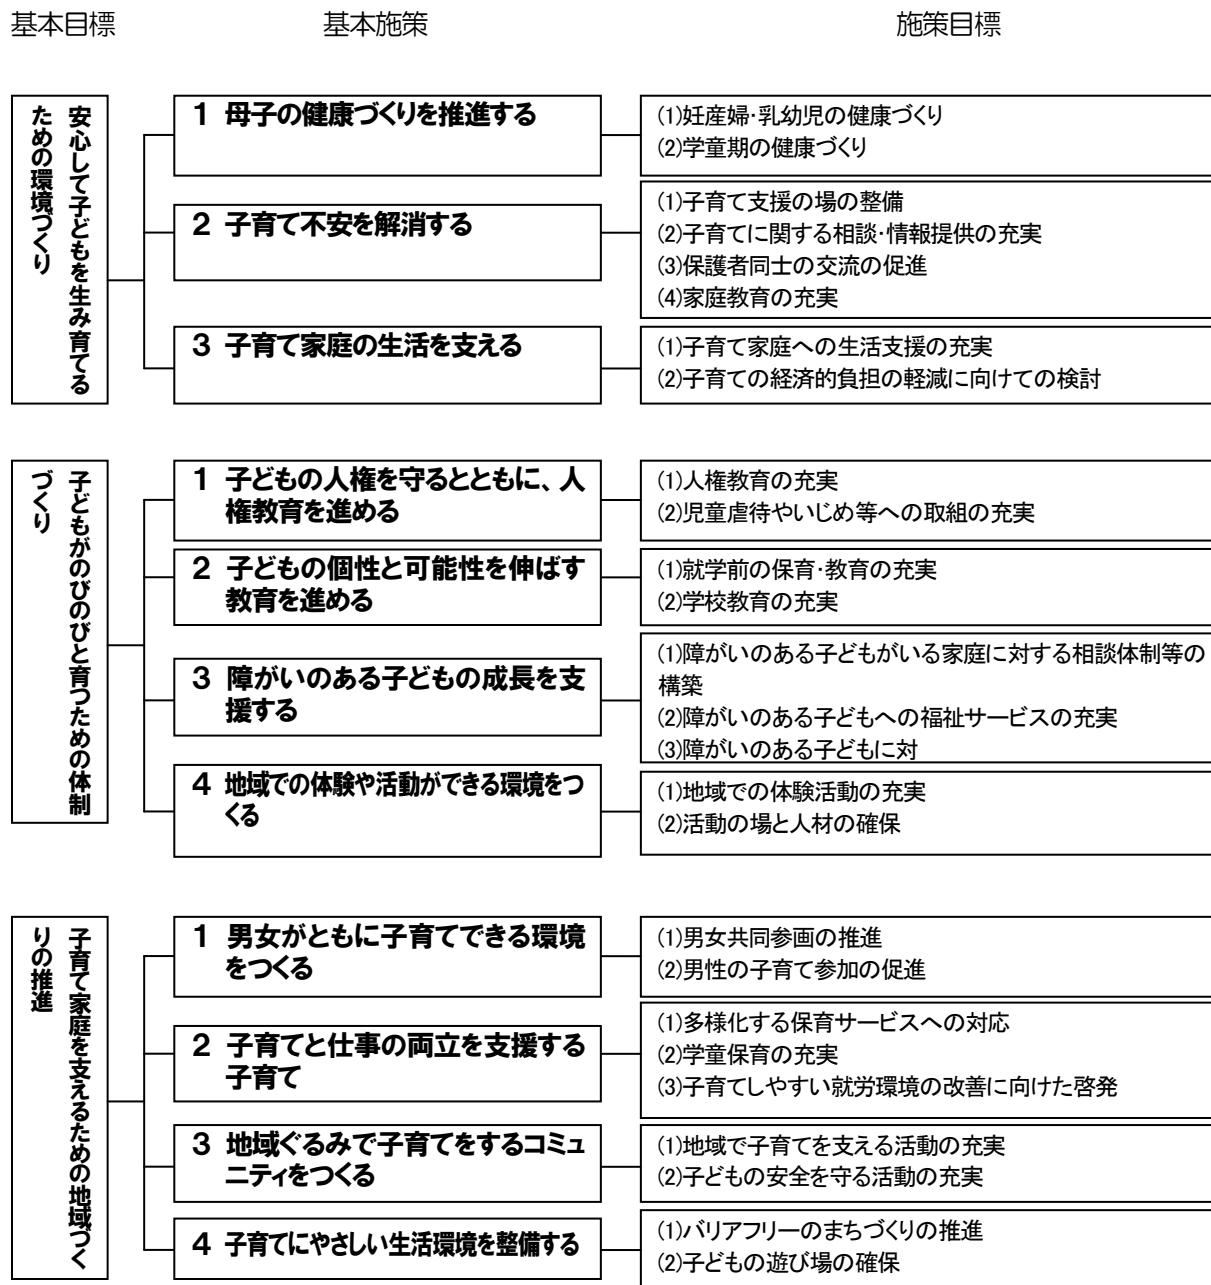 基本目標
基本施策
施策目標
安心して子どもを生み育てる
ための環境づくり
1 母子の健康づくりを推進する
(1)妊産婦・乳幼児の健康づくり
(2)学童期の健康づくり
2 子育て不安を解消する
(1)子育て支援の場の整備
(2)子育てに関する相談・情報提供の充実
(3)保護者同士の交流の促進
(4)家庭教育の充実
3 子育て家庭の生活を支える
(1)子育て家庭への生活支援の充実
(2)子育ての経済的負担の軽減に向けての検討
子どもがのびのびと育つための体制
づくり
1 子どもの人権を守るとともに、人
権教育を進める
(1)人権教育の充実
(2)児童虐待やいじめ等への取組の充実
2 子どもの個性と可能性を伸ばす
教育を進める
(1)就学前の保育・教育の充実
(2)学校教育の充実
3 障がいのある子どもの成長を支
援する
(1)障がいのある子どもがいる家庭に対する相談体制等の
構築
(2)障がいのある子どもへの福祉サービスの充実
(3)障がいのある子どもに対
4 地域での体験や活動ができる環境をつ
くる
(1)地域での体験活動の充実
(2)活動の場と人材の確保
子育て家庭を支えるための地域づく
りの推進
1 男女がともに子育てできる環境
をつくる
(1)男女共同参画の推進
(2)男性の子育て参加の促進
2 子育てと仕事の両立を支援する
子育て
(1)多様化する保育サービスへの対応
(2)学童保育の充実
(3)子育てしやすい就労環境の改善に向けた啓発
3 地域ぐるみで子育てをするコミュ
ニティをつくる
(1)地域で子育てを支える活動の充実
(2)子どもの安全を守る活動の充実
4 子育てにやさしい生活環境を整備する
(1)バリアフリーのまちづくりの推進
(2)子どもの遊び場の確保